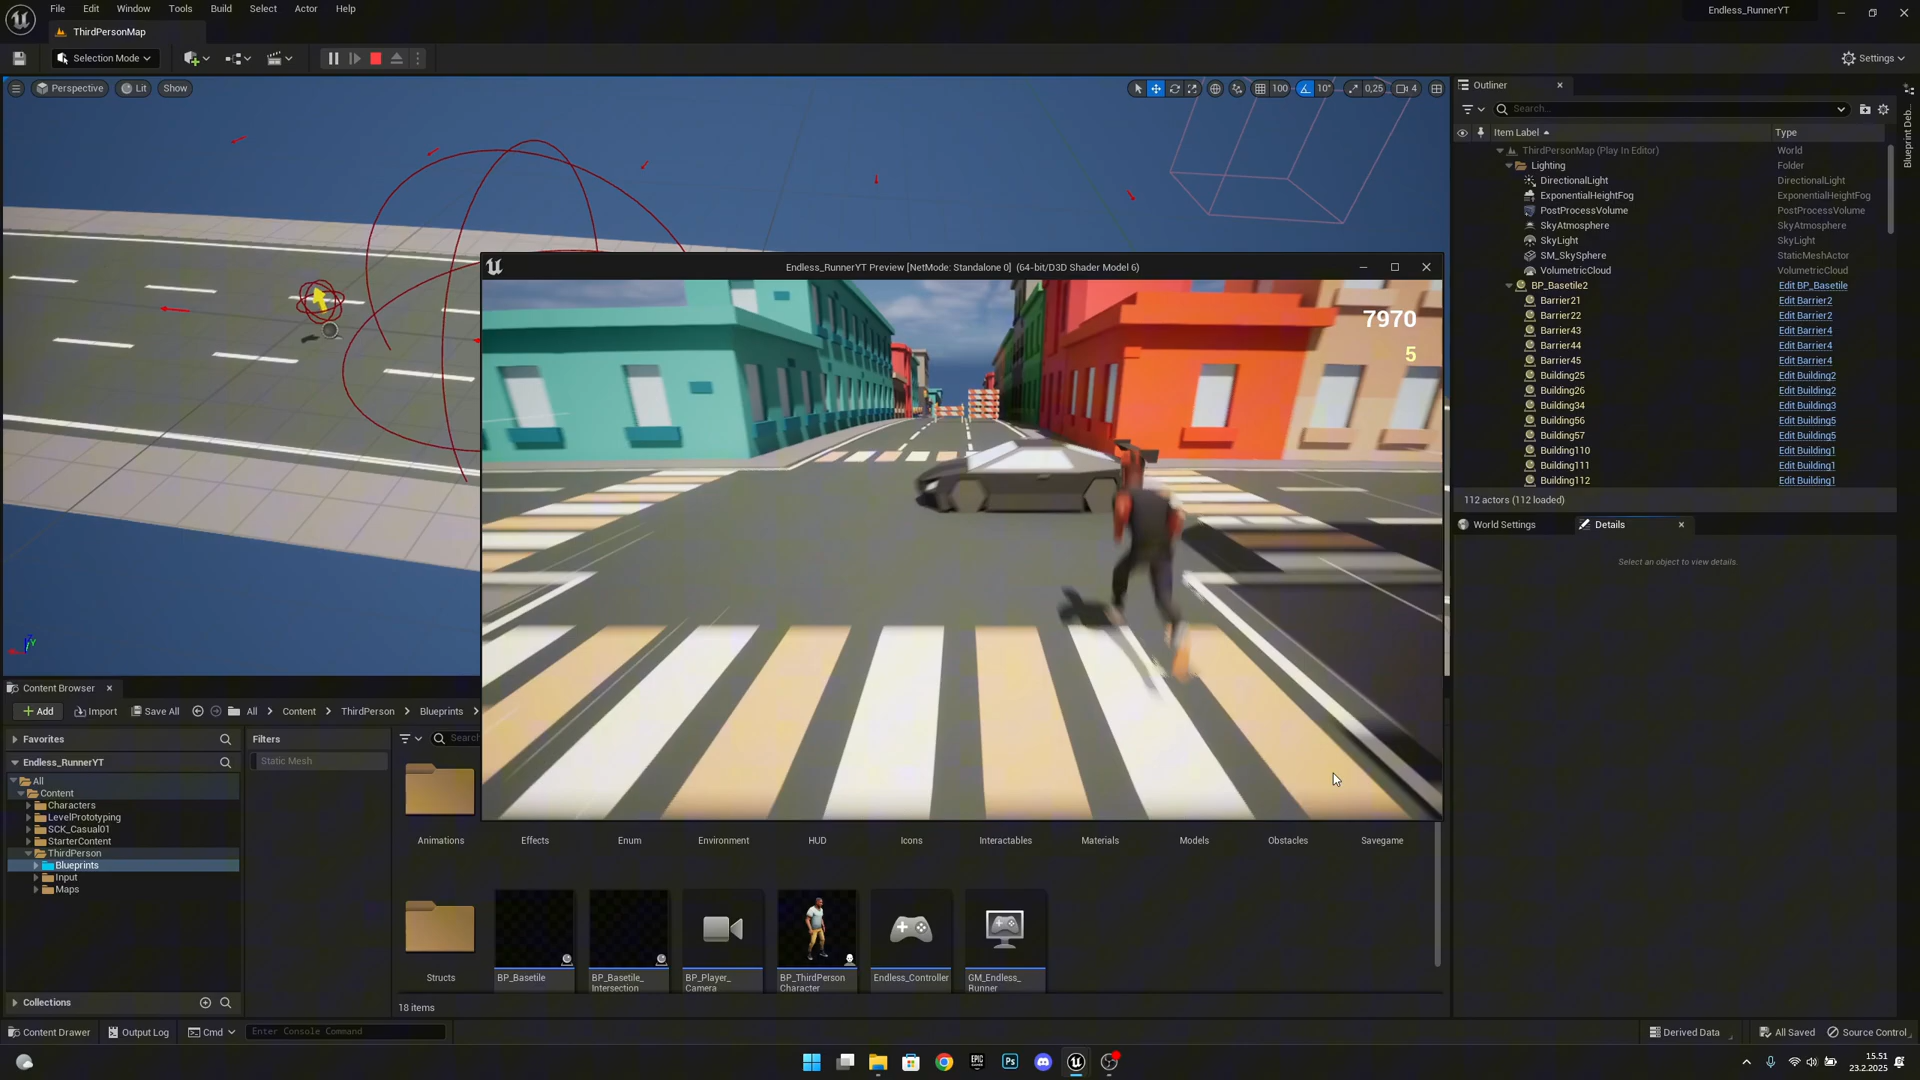 File Edit Window Tools Build Select Actor Help
Endless_RunnerYT
ThirdPersonMap
Selection Mode
Settings
Perspective Lit Show
100 10° 0,25 4
Outliner
Search...
Item Label Type
ThirdPersonMap (Play In Editor) World
Lighting Folder
DirectionalLight DirectionalLight
ExponentialHeightFog ExponentialHeightFog
PostProcessVolume PostProcessVolume
SkyAtmosphere SkyAtmosphere
SkyLight SkyLight
SM_SkySphere StaticMeshActor
VolumetricCloud VolumetricCloud
BP_Basetile2 Edit BP_Basetile
Barrier21 Edit Barrier2
Barrier22 Edit Barrier2
Barrier43 Edit Barrier4
Barrier44 Edit Barrier4
Barrier45 Edit Barrier4
Building25 Edit Building2
Building26 Edit Building2
Building34 Edit Building3
Building56 Edit Building5
Building57 Edit Building5
Building110 Edit Building1
Building111 Edit Building1
Building112 Edit Building1
112 actors (112 loaded)
Blueprint Deb...
World Settings Details
Select an object to view details.
Endless_RunnerYT Preview [NetMode: Standalone 0] (64-bit/D3D Shader Model 6)
7970
5
Content Browser
Add Import Save All All Content ThirdPerson Blueprints
Favorites
Filters
Search
Endless_RunnerYT
Static Mesh
All
Content
Characters
LevelPrototyping
SCK_Casual01
StarterContent
ThirdPerson
Blueprints
Input
Maps
Animations Effects Enum Environment HUD Icons Interactables Materials Models Obstacles Savegame
Structs
BP_Basetile
BP_Basetile_
Intersection
BP_Player_
Camera
BP_ThirdPerson
Character
Endless_Controller
GM_Endless_
Runner
18 items
Collections
Content Drawer Output Log Cmd Enter Console Command
Derived Data All Saved Source Control
Ps
EPIC
15.51
23.2.2025